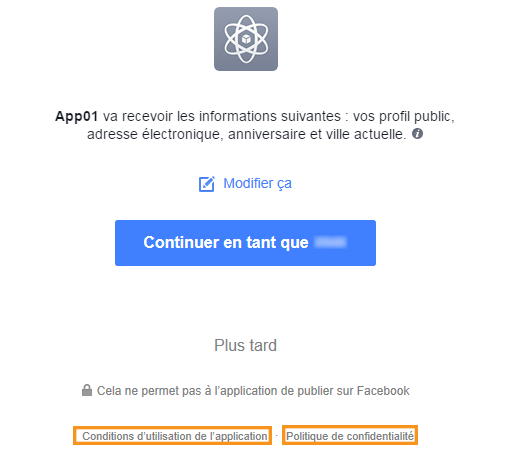 App01 va recevoir les informations suivantes : vos profil public,
adresse électronique, anniversaire et ville actuelle.
Modifier ça
Continuer en tant que
Plus tard
Cela ne permet pas à l'application de publier sur Facebook
Conditions d'utilisation de l'application · Politique de confidentialité